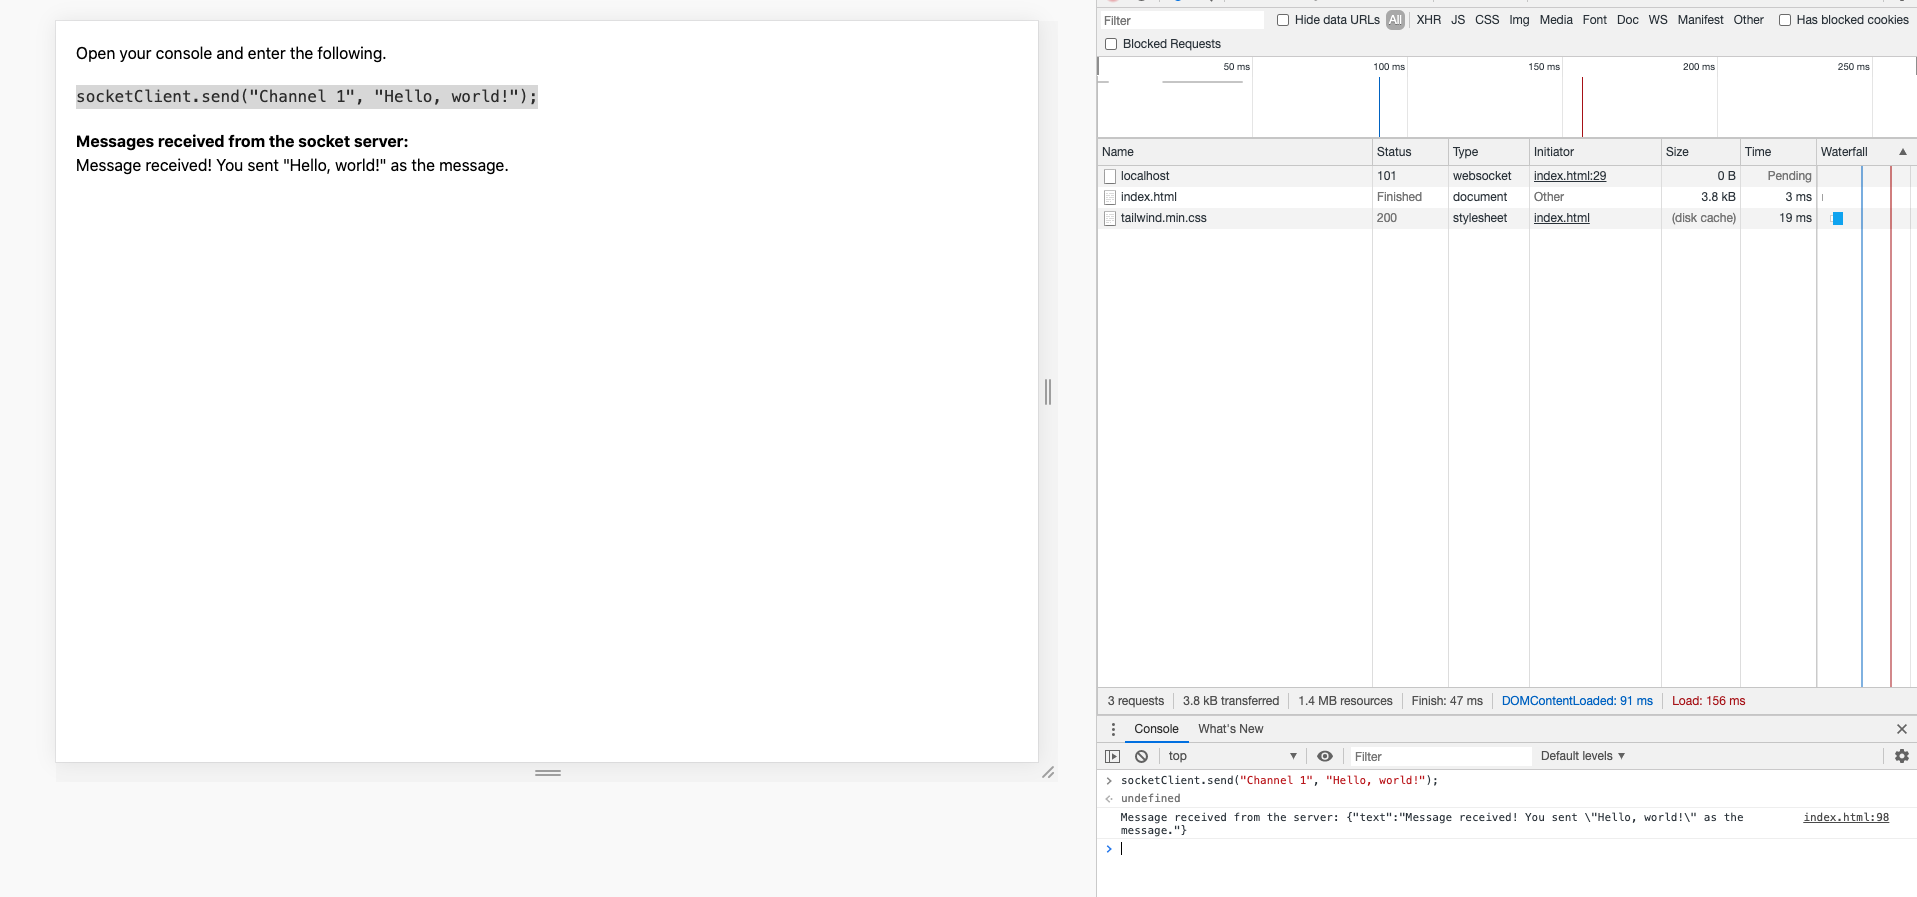 Open your console and enter the following.
socketClient.send("Channel 1", "Hello, world!");
Messages received from the socket server:
Message received! You sent "Hello, world!" as the message.
Filter Hide data URLs All XHR JS CSS Img Media Font Doc WS Manifest Other Has blocked cookies
Blocked Requests
50 ms 100 ms 150 ms 200 ms 250 ms
Name Status Type Initiator Size Time Waterfall ▲
localhost 101 websocket index.html:29 0 B Pending
index.html Finished document Other 3.8 kB 3 ms
tailwind.min.css 200 stylesheet index.html (disk cache) 19 ms
3 requests 3.8 kB transferred 1.4 MB resources Finish: 47 ms DOMContentLoaded: 91 ms Load: 156 ms
Console What's New
top ▼ Filter Default levels ▼
> socketClient.send("Channel 1", "Hello, world!");
undefined
Message received from the server: {"text":"Message received! You sent \"Hello, world!\" as the index.html:98
message."}
>